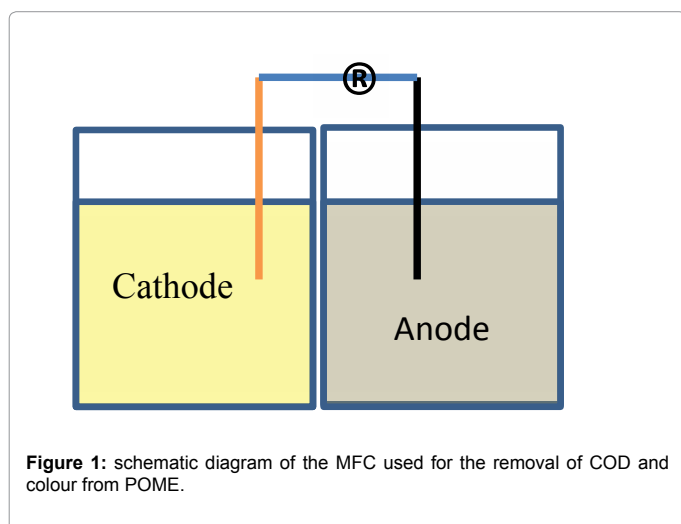 ®
Cathode
Anode
Figure 1: schematic diagram of the MFC used for the removal of COD and
colour from POME.